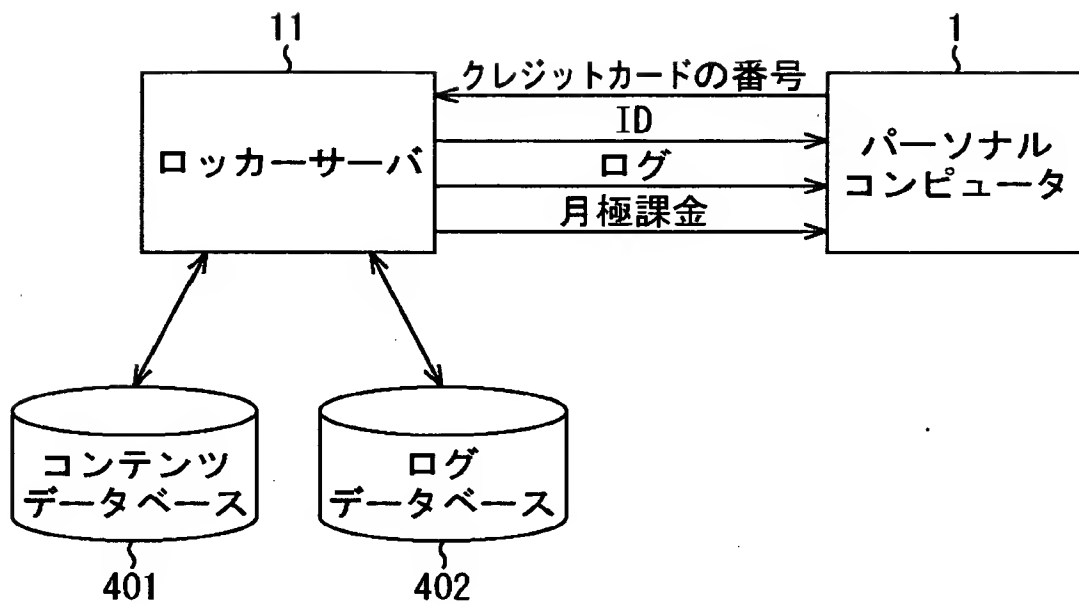 11
1
クレジットカードの番号
ID
ログ
月極課金
ロッカーサーバ
パーソナル
コンピュータ
コンテンツ
データベース
ログ
データベース
401
402